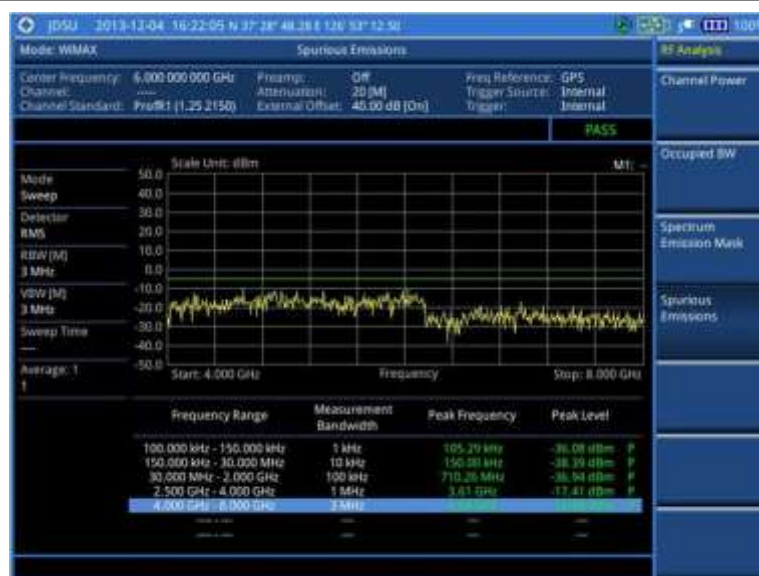 JDSU 2013-12-04 16:22:05 N 37° 28' 48.28 E 126° 53' 12.50 100%
Mode: WIMAX Spurious Emissions RF Analysis
Center Frequency: 6.000 000 000 GHz Preamp: Off Freq Reference: GPS
Channel: ---- Attenuation: 20 [M] Trigger Source: Internal
Channel Standard: External Offset: 40.00 dB [On] Trigger: Internal
Channel Power
PASS
Occupied BW
Scale Unit: dBm M1: --
Mode
Sweep
Detector
RMS
RBW [M]
3 MHz
VBW [M]
3 MHz
Sweep Time
----
Average: 1
1
50.0
40.0
30.0
20.0
10.0
0.0
-10.0
-20.0
-30.0
-40.0
-50.0
Start: 4.000 GHz Frequency Stop: 8.000 GHz
Spectrum
Emission Mask
Spurious
Emissions
Frequency Range Measurement Bandwidth Peak Frequency Peak Level
100.000 kHz - 150.000 kHz 1 kHz 105.29 kHz -36.08 dBm P
150.000 kHz - 30.000 MHz 10 kHz 150.00 kHz -38.39 dBm P
30.000 MHz - 2.000 GHz 100 kHz 710.26 MHz -36.94 dBm P
2.500 GHz - 4.000 GHz 1 MHz 3.61 GHz -17.41 dBm P
4.000 GHz - 8.000 GHz 3 MHz